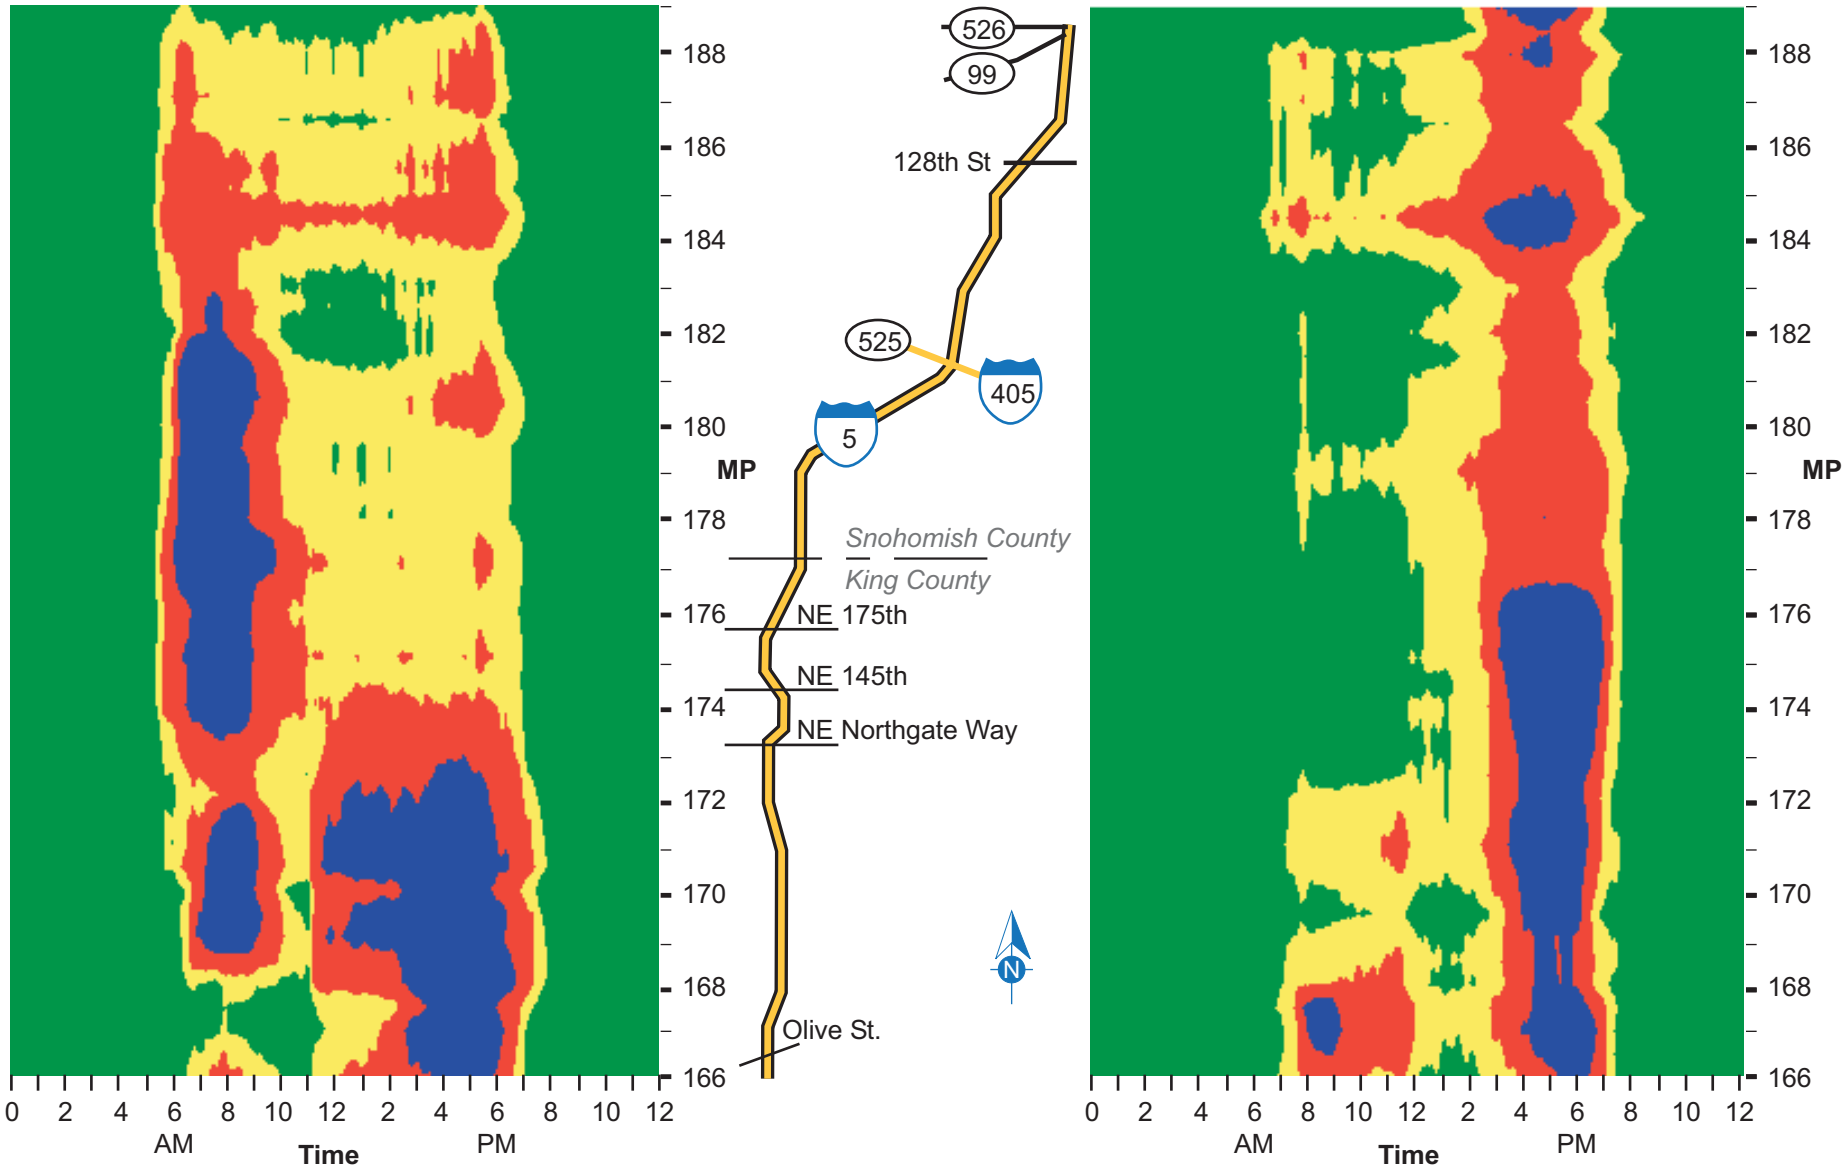 188
186
184
182
180
MP
178
176
174
172
170
168
166
0 2 4 6 8 10 12 2 4 6 8 10 12
AM PM
Time
526
99
128th St
525
405
5
Snohomish County
King County
NE 175th
NE 145th
NE Northgate Way
N
Olive St.
188
186
184
182
180
MP
178
176
174
172
170
168
166
0 2 4 6 8 10 12 2 4 6 8 10 12
AM PM
Time